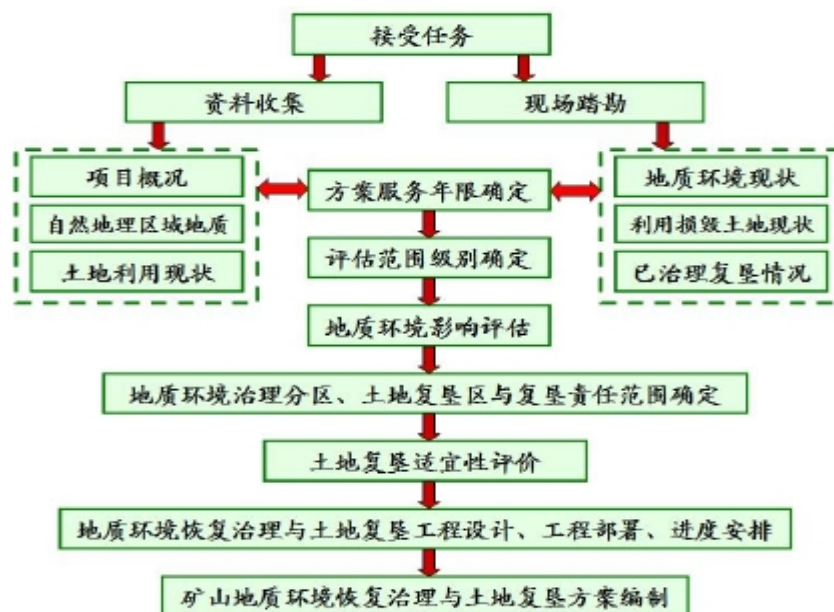 接受任务
资料收集
现场踏勘
项目概况
自然地理区域地质
土地利用现状
方案服务年限确定
地质环境现状
利用损毁土地现状
已治理复垦情况
评估范围级别确定
地质环境影响评估
地质环境治理分区、土地复垦区与复垦责任范围确定
土地复垦适宜性评价
地质环境恢复治理与土地复垦工程设计、工程部署、进度安排
矿山地质环境恢复治理与土地复垦方案编制